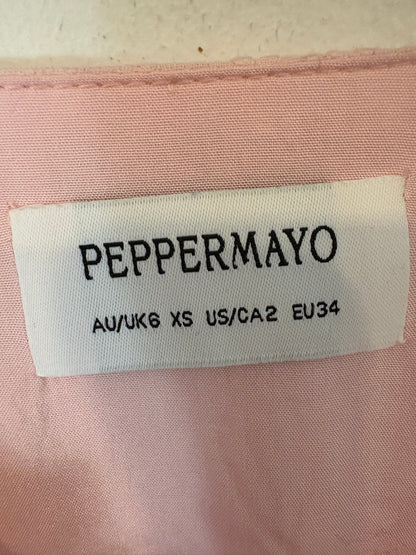 PEPPERMAYO
AU/UK6 XS US/CA2 EU34